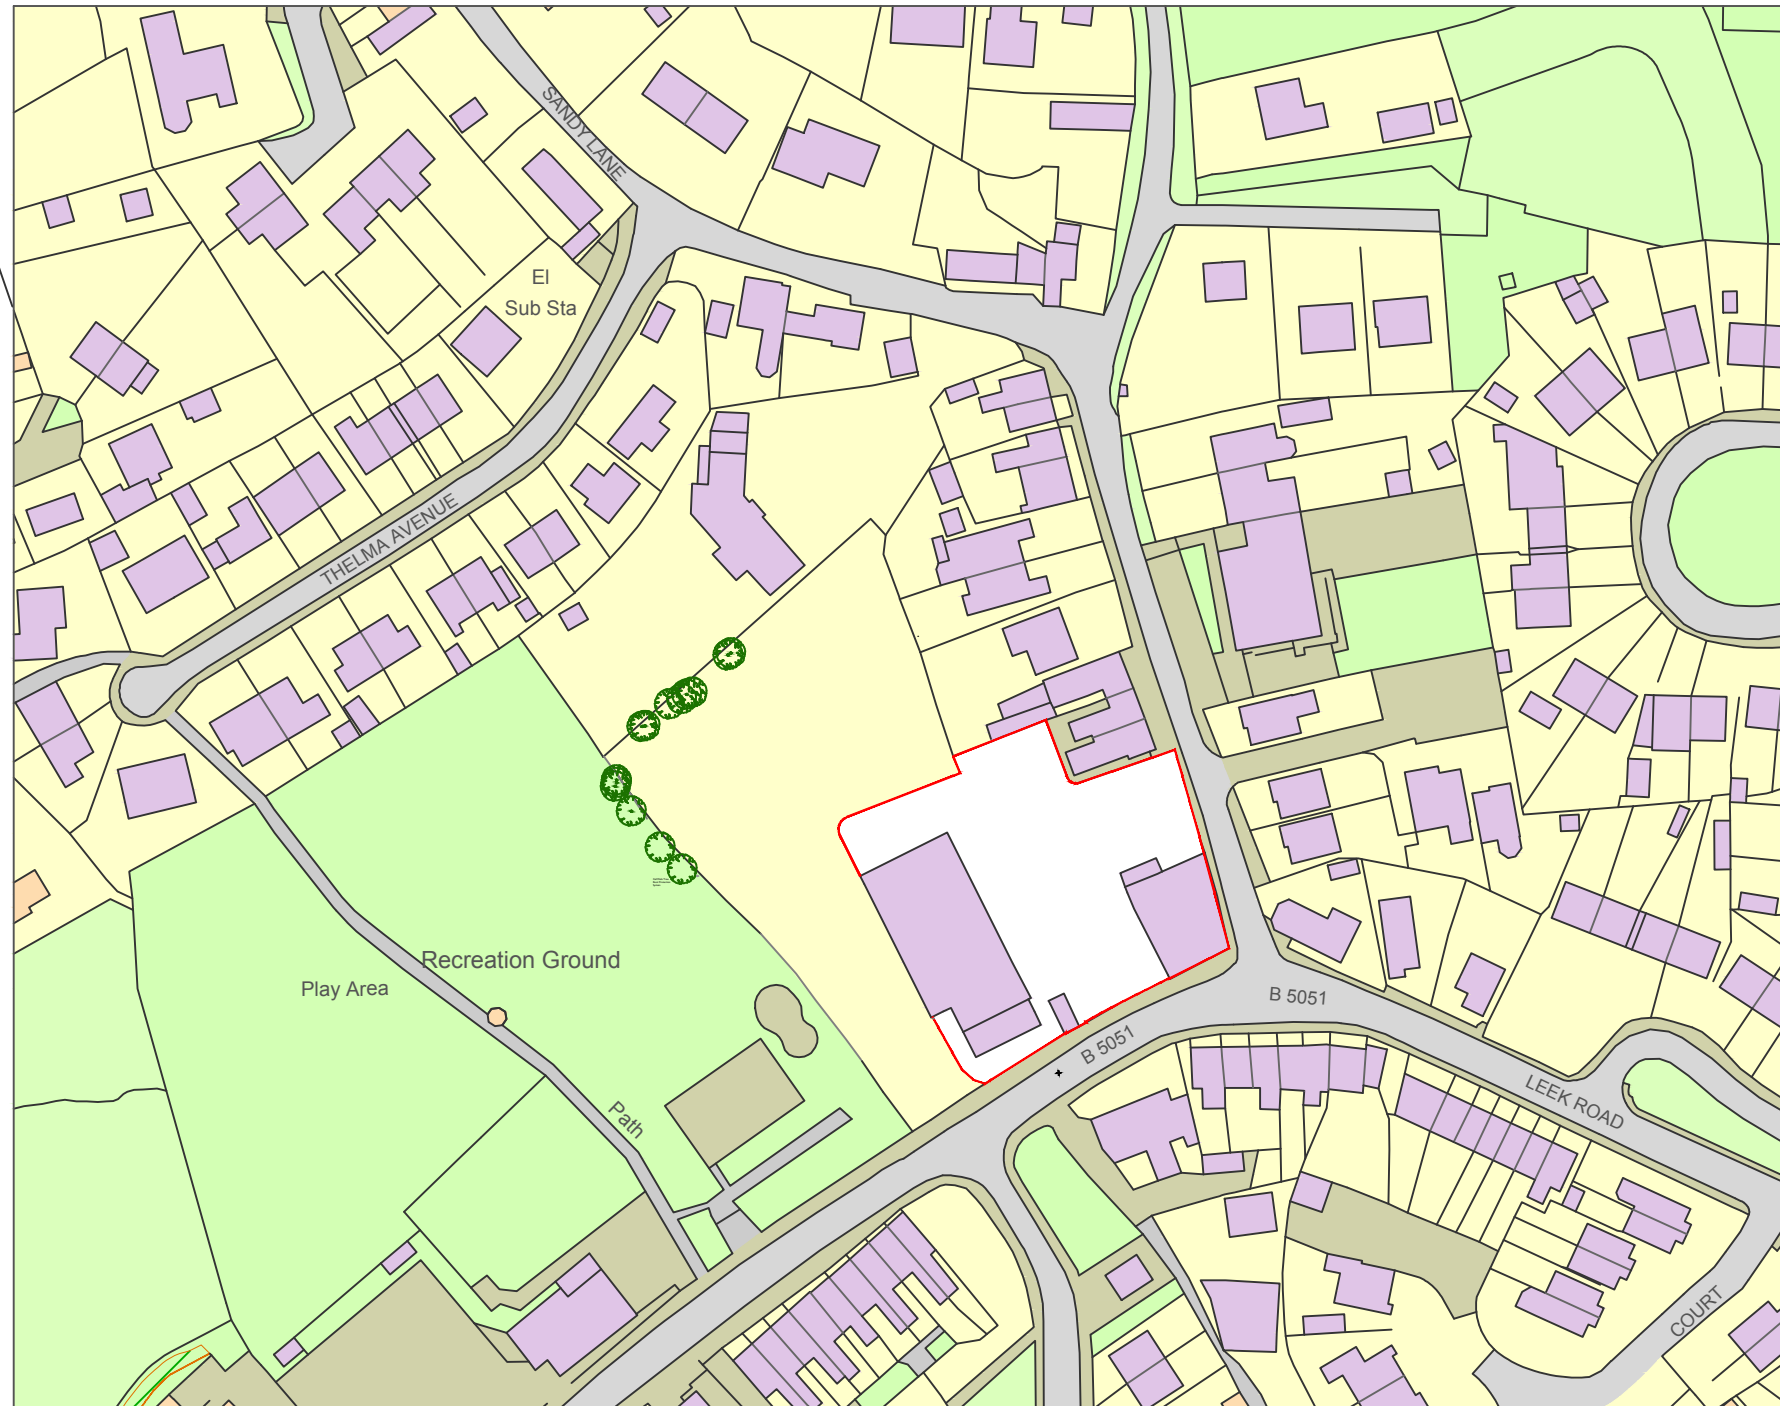 SANDY LANE
El
Sub Sta
THELMA AVENUE
Recreation Ground
Play Area
B 5051
B 5051
Path
LEEK ROAD
COURT